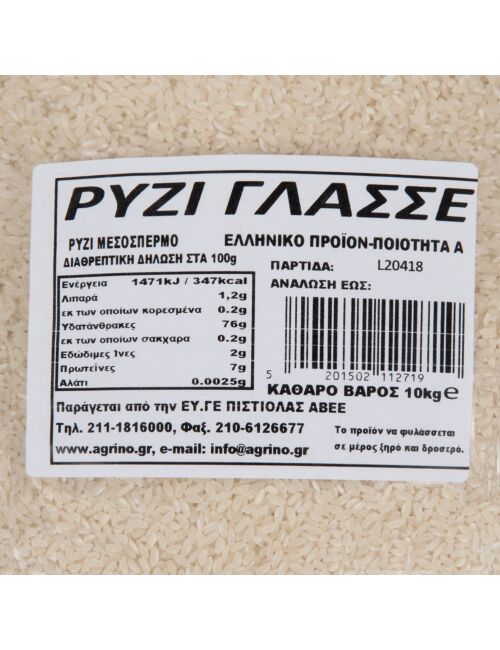 ΡΥΖΙ ΓΛΑΣΣΕ
ΡΥΖΙ ΜΕΣΟΣΠΕΡΜΟ
ΕΛΛΗΝΙΚΟ ΠΡΟΪΟΝ-ΠΟΙΟΤΗΤΑ Α
ΔΙΑΘΡΕΠΤΙΚΗ ΔΗΛΩΣΗ ΣΤΑ 100g
ΠΑΡΤΙΔΑ: L20418
ΑΝΑΛΩΣΗ ΕΩΣ:
Ενέργεια 1471kJ / 347kcal
Λιπαρά 1,2g
εκ των οποίων κορεσμένα 0.2g
Υδατάνθρακες 76g
εκ των οποίων σακχαρα 0.2g
Εδώδιμες Ίνες 2g
Πρωτείνες 7g
Αλάτι 0.0025g
5 201502 112719
ΚΑΘΑΡΟ ΒΑΡΟΣ 10kg e
Παράγεται από την ΕΥ.ΓΕ ΠΙΣΤΙΟΛΑΣ ΑΒΕΕ
Τηλ. 211-1816000, Φαξ. 210-6126677
www.agrino.gr, e-mail: info@agrino.gr
Το προϊόν να φυλάσσεται
σε μέρος ξηρό και δροσερό.